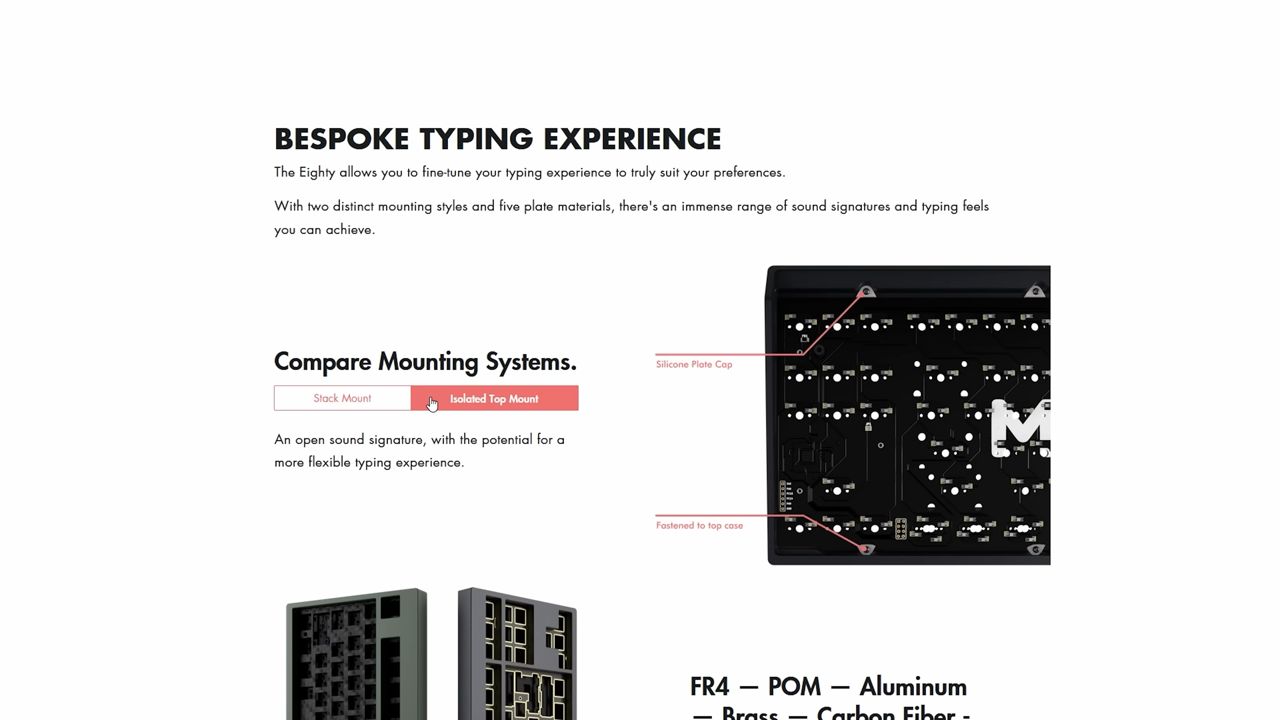 BESPOKE TYPING EXPERIENCE
The Eighty allows you to fine-tune your typing experience to truly suit your preferences.
With two distinct mounting styles and five plate materials, there's an immense range of sound signatures and typing feels
you can achieve.
Silicone Plate Cap
Compare Mounting Systems.
Stack Mount
Isolated Top Mount
An open sound signature, with the potential for a
more flexible typing experience.
Fastened to top case
FR4 — POM — Aluminum
— Brass — Carbon Fiber -